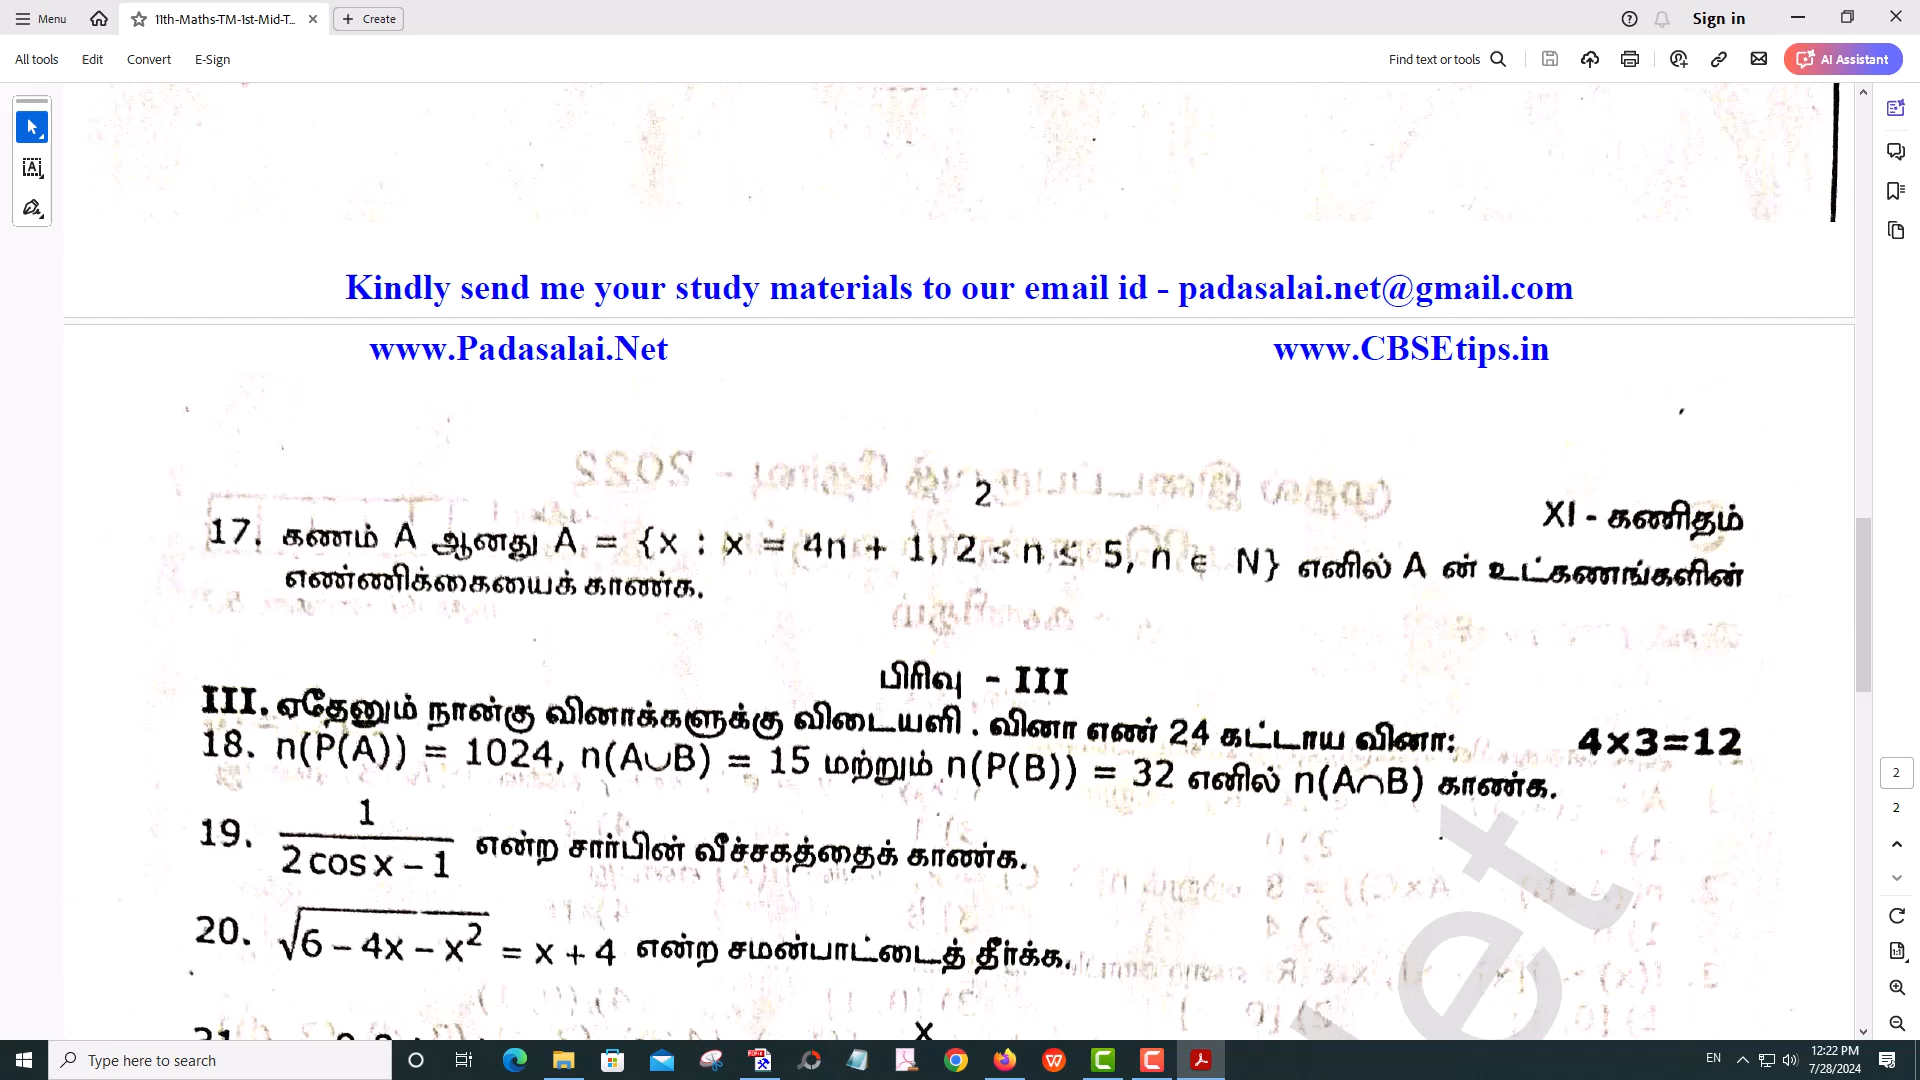 Menu
11th-Maths-TM-1st-Mid-T...
Create
Sign in
All tools
Edit
Convert
E-Sign
Find text or tools
AI Assistant
Kindly send me your study materials to our email id - padasalai.net@gmail.com
www.Padasalai.Net
www.CBSEtips.in
2
XI - கணிதம்
17. கணம் A ஆனது A = {x : x = 4n + 1, 2 ≤ n ≤ 5, n ∈ N} எனில் A ன் உட்கணங்களின்
எண்ணிக்கையைக் காண்க.
பிரிவு - III
III. ஏதேனும் நான்கு வினாக்களுக்கு விடையளி . வினா எண் 24 கட்டாய வினா: 4x3=12
18. n(P(A)) = 1024, n(A∪B) = 15 மற்றும் n(P(B)) = 32 எனில் n(A∩B) காண்க.
19. 1/(2 cos x – 1) என்ற சார்பின் வீச்சகத்தைக் காண்க.
20. √(6 – 4x – x²) = x + 4 என்ற சமன்பாட்டைத் தீர்க்க.
x
2
2
Type here to search
EN
12:22 PM
7/28/2024